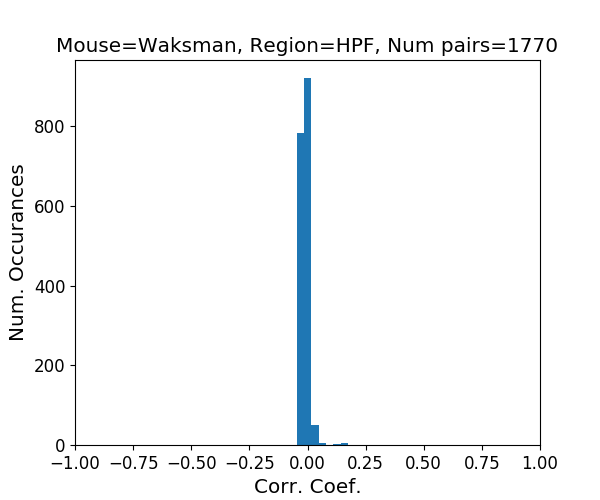 Mouse=Waksman, Region=HPF, Num pairs=1770
Num. Occurances
800
600
400
200
0
−1.00 −0.75 −0.50 −0.25 0.00 0.25 0.50 0.75 1.00
Corr. Coef.